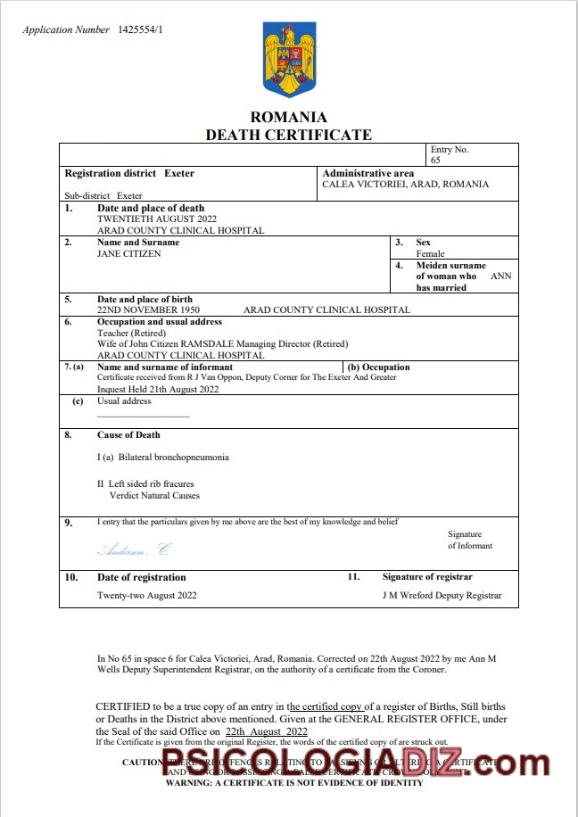 Application Number 1425554/1
ROMANIA
DEATH CERTIFICATE
Entry No.
65
Registration district Exeter
Sub-district Exeter
Administrative area
CALEA VICTORIEI, ARAD, ROMANIA
1. Date and place of death
TWENTIETH AUGUST 2022
ARAD COUNTY CLINICAL HOSPITAL
2. Name and Surname
JANE CITIZEN
3. Sex
Female
4. Meiden surname
of woman who ANN
has married
5. Date and place of birth
22ND NOVEMBER 1950 ARAD COUNTY CLINICAL HOSPITAL
6. Occupation and usual address
Teacher (Retired)
Wife of John Citizen RAMSDALE Managing Director (Retired)
ARAD COUNTY CLINICAL HOSPITAL
7. (a) Name and surname of informant (b) Occupation
Certificate received from R J Van Oppon, Deputy Corner for The Exeter And Greater
Inquest Held 21th August 2022
(c) Usual address
8. Cause of Death
I (a) Bilateral bronchopneumonia
II Left sided rib fracures
Verdict Natural Causes
9. I entry that the particulars given by me above are the best of my knowledge and belief
Anderson. C.
Signature
of Informant
10. Date of registration
Twenty-two August 2022
11. Signature of registrar
J M Wreford Deputy Registrar
In No 65 in space 6 for Calea Victoriei, Arad, Romania. Corrected on 22th August 2022 by me Ann M
Wells Deputy Superintendent Registrar, on the authority of a certificate from the Coroner.
CERTIFIED to be a true copy of an entry in the certified copy of a register of Births, Still births
or Deaths in the District above mentioned. Given at the GENERAL REGISTER OFFICE, under
the Seal of the said Office on 22th August 2022
If the Certificate is given from the original Register, the words of the certified copy of are struck out.
PSICOLOGIADIZ.com
CAUTION
WARNING: A CERTIFICATE IS NOT EVIDENCE OF IDENTITY